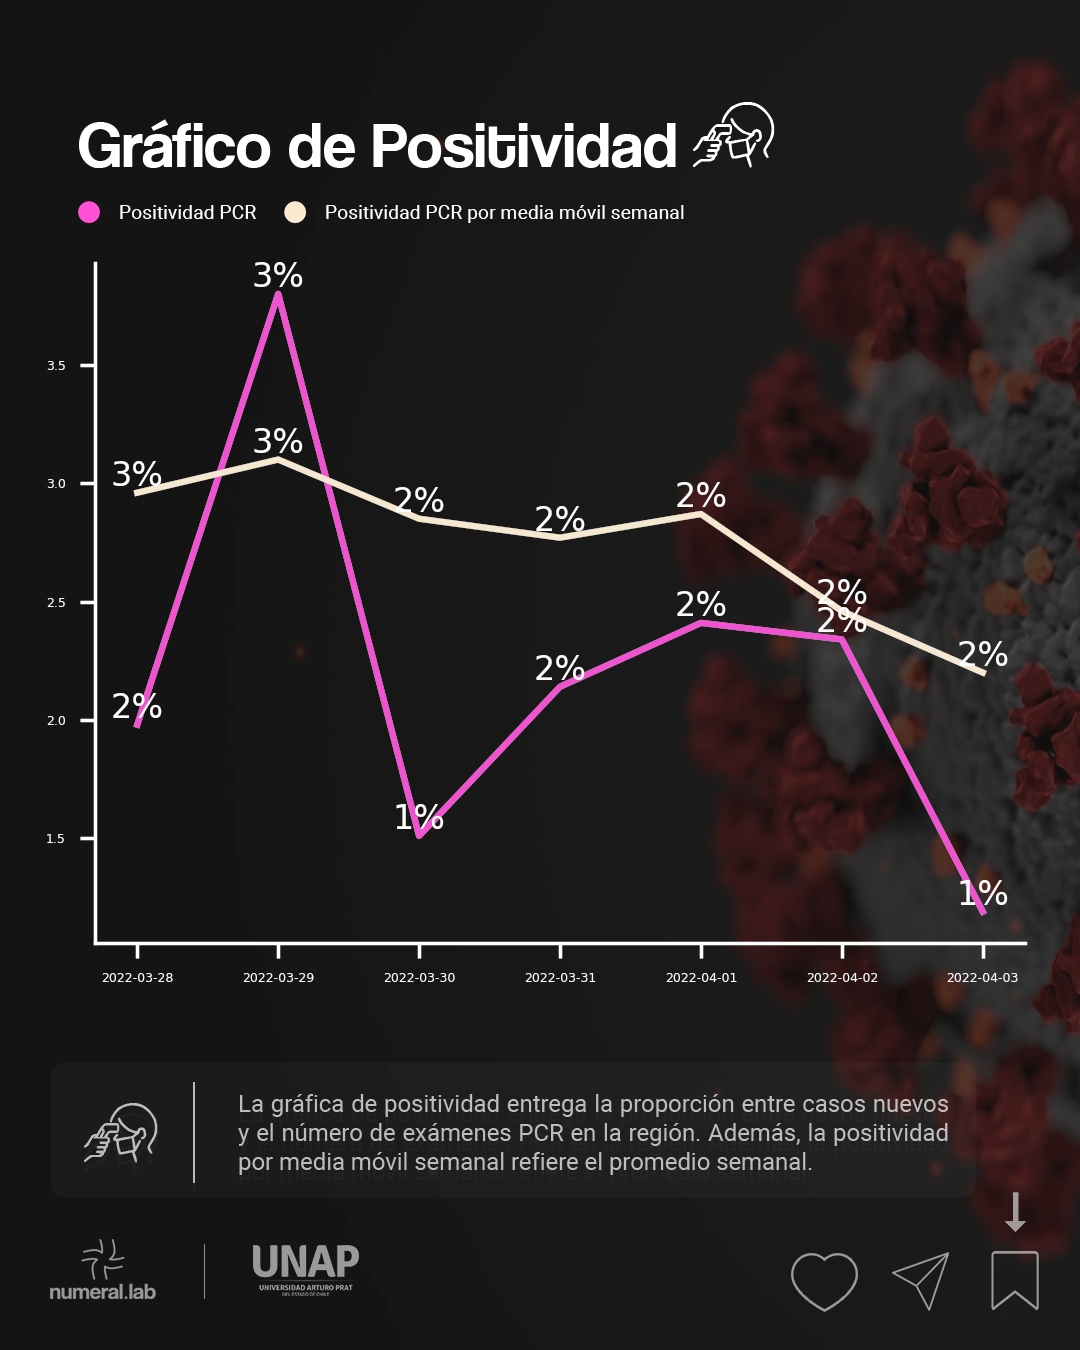 Gráfico de Positividad
Positividad PCR
Positividad PCR por media móvil semanal
3%
3.5
3%
3%
3.0
2%
2%
2%
2%
2.5
2%
2%
2%
2%
2%
2.0
1%
1.5
1%
2022-03-28
2022-03-29
2022-03-30
2022-03-31
2022-04-01
2022-04-02
2022-04-03
La gráfica de positividad entrega la proporción entre casos nuevos
y el número de exámenes PCR en la región. Además, la positividad
por media móvil semanal refiere el promedio semanal.
numeral.lab
UNAP
UNIVERSIDAD ARTURO PRAT
DEL ESTADO DE CHILE